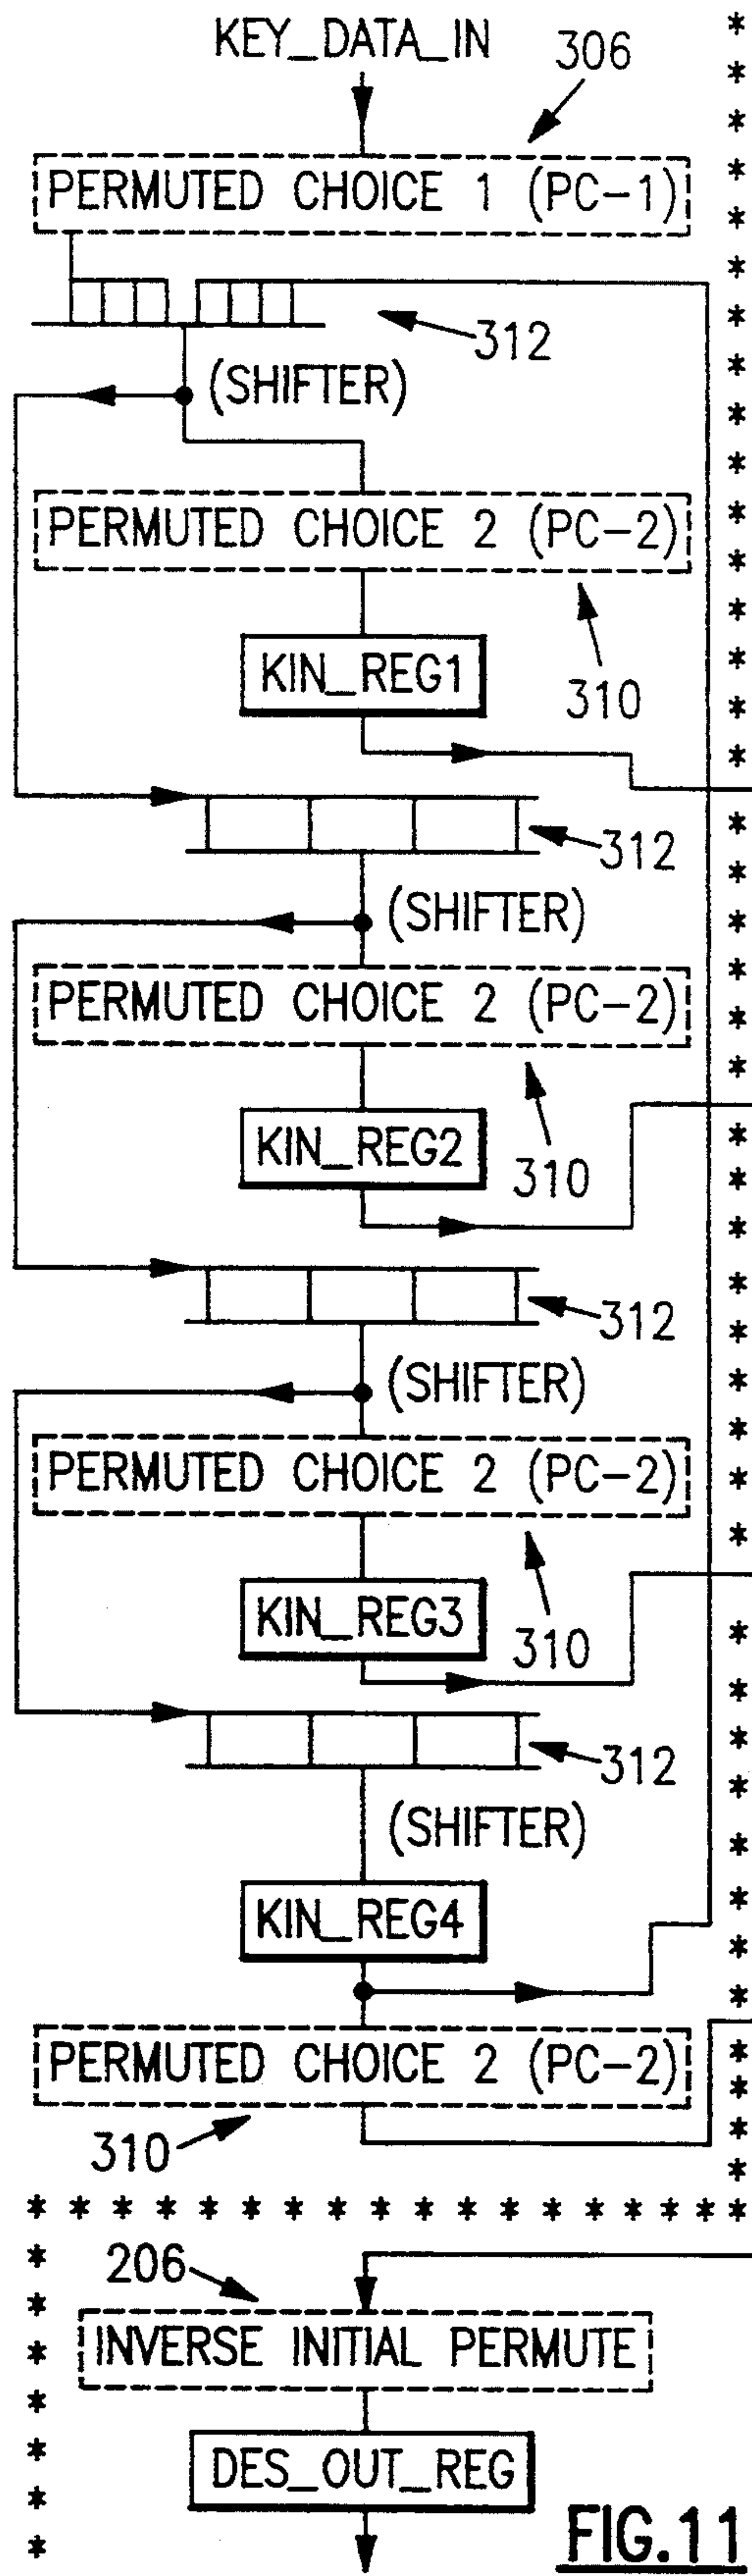 KEY_DATA_IN
306
PERMUTED CHOICE 1 (PC-1)
312
(SHIFTER)
PERMUTED CHOICE 2 (PC-2)
KIN_REG1
310
312
(SHIFTER)
PERMUTED CHOICE 2 (PC-2)
KIN_REG2
310
312
(SHIFTER)
PERMUTED CHOICE 2 (PC-2)
KIN_REG3
310
312
(SHIFTER)
KIN_REG4
PERMUTED CHOICE 2 (PC-2)
310
206
INVERSE INITIAL PERMUTE
DES_OUT_REG
FIG.11